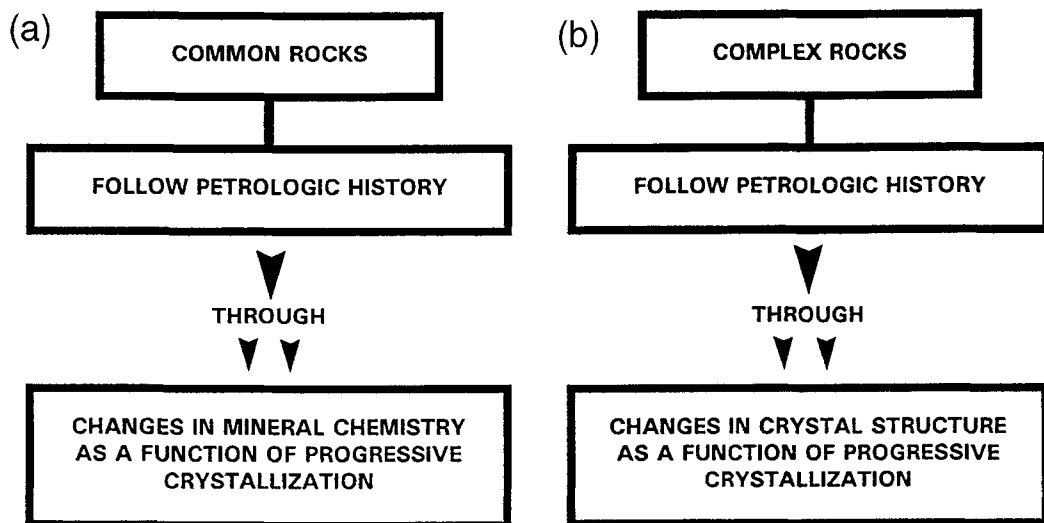 (a)
COMMON ROCKS
FOLLOW PETROLOGIC HISTORY
THROUGH
CHANGES IN MINERAL CHEMISTRY
AS A FUNCTION OF PROGRESSIVE
CRYSTALLIZATION
(b)
COMPLEX ROCKS
FOLLOW PETROLOGIC HISTORY
THROUGH
CHANGES IN CRYSTAL STRUCTURE
AS A FUNCTION OF PROGRESSIVE
CRYSTALLIZATION